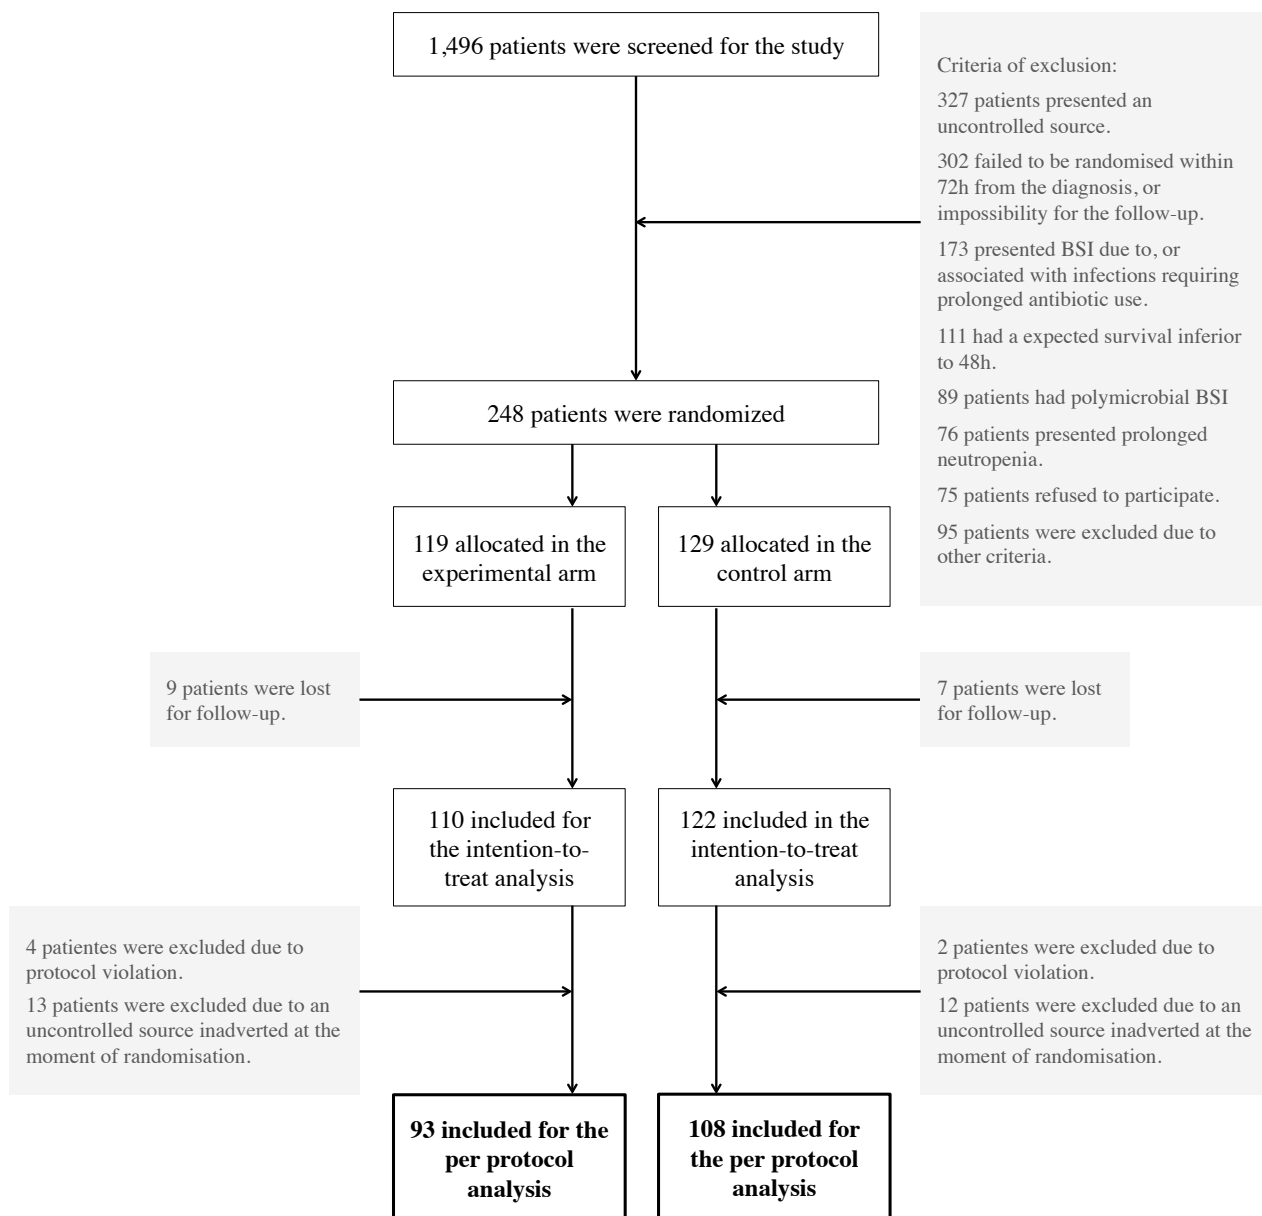 1,496 patients were screened for the study
Criteria of exclusion:
327 patients presented an
uncontrolled source.
302 failed to be randomised within
72h from the diagnosis, or
impossibility for the follow-up.
173 presented BSI due to, or
associated with infections requiring
prolonged antibiotic use.
111 had a expected survival inferior
to 48h.
89 patients had polymicrobial BSI
76 patients presented prolonged
neutropenia.
75 patients refused to participate.
95 patients were excluded due to
other criteria.
248 patients were randomized
119 allocated in the
experimental arm
129 allocated in the
control arm
9 patients were lost
for follow-up.
7 patients were lost
for follow-up.
110 included for
the intention-to-
treat analysis
122 included in the
intention-to-treat
analysis
4 patientes were excluded due to
protocol violation.
13 patients were excluded due to an
uncontrolled source inadverted at the
moment of randomisation.
2 patientes were excluded due to
protocol violation.
12 patients were excluded due to an
uncontrolled source inadverted at the
moment of randomisation.
93 included for the
per protocol
analysis
108 included for
the per protocol
analysis